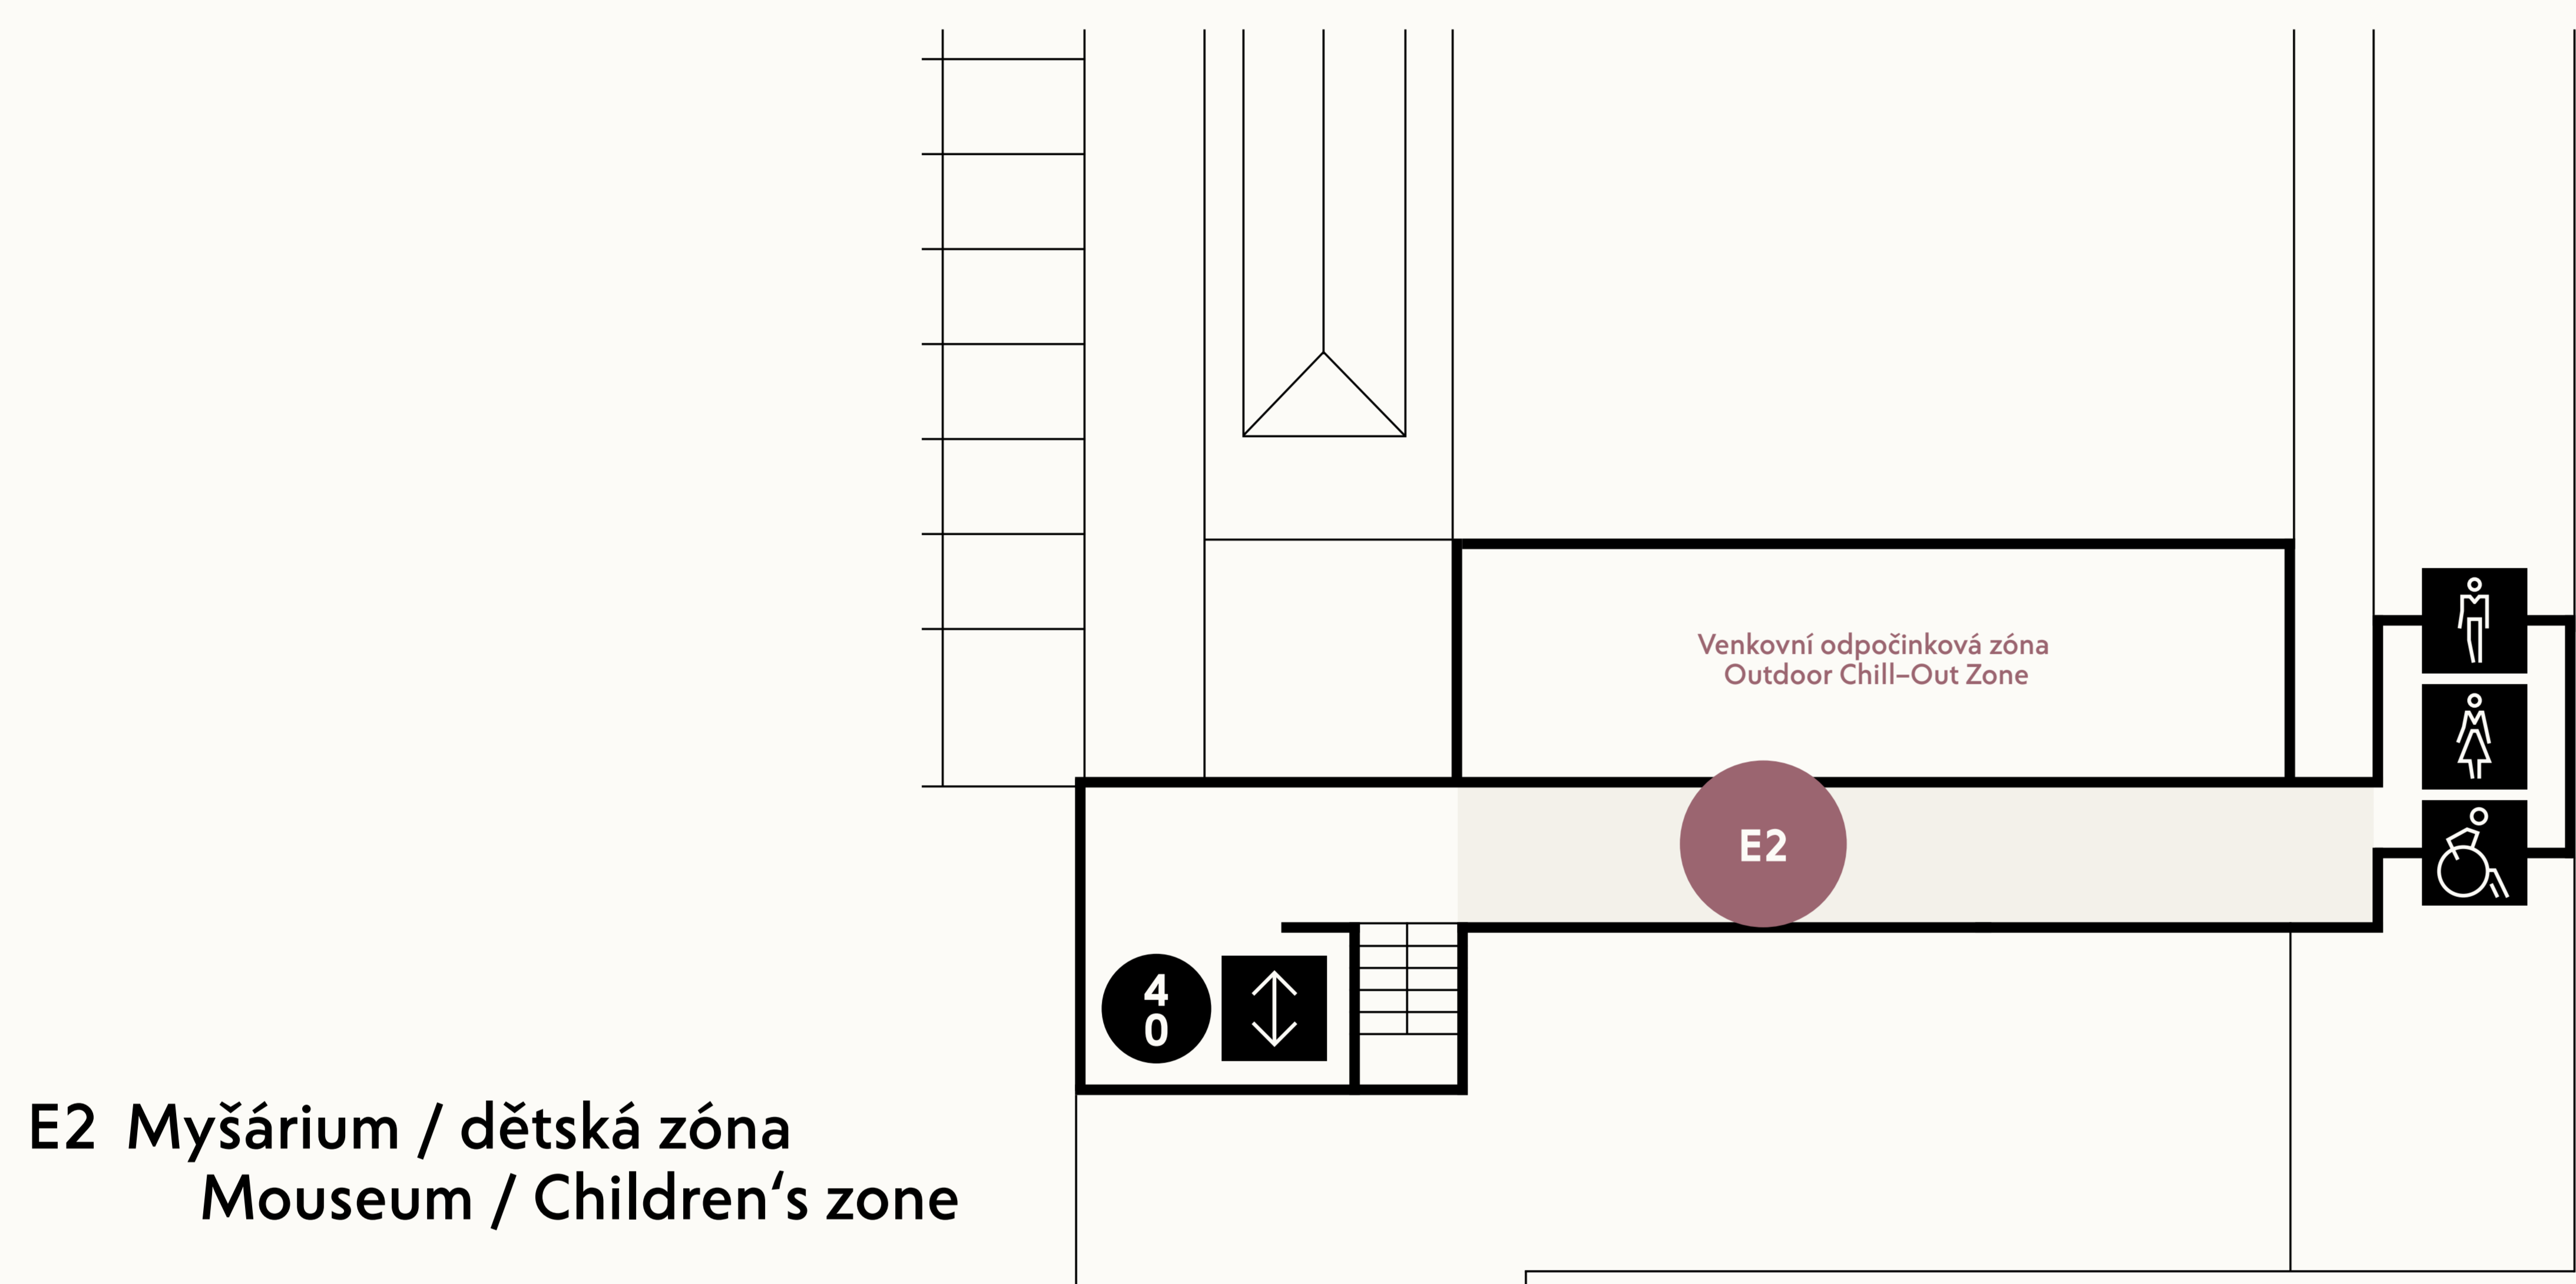 Venkovní odpočinková zóna
Outdoor Chill–Out Zone
E2
4
0
E2 Myšárium / dětská zóna
Mouseum / Children‘s zone